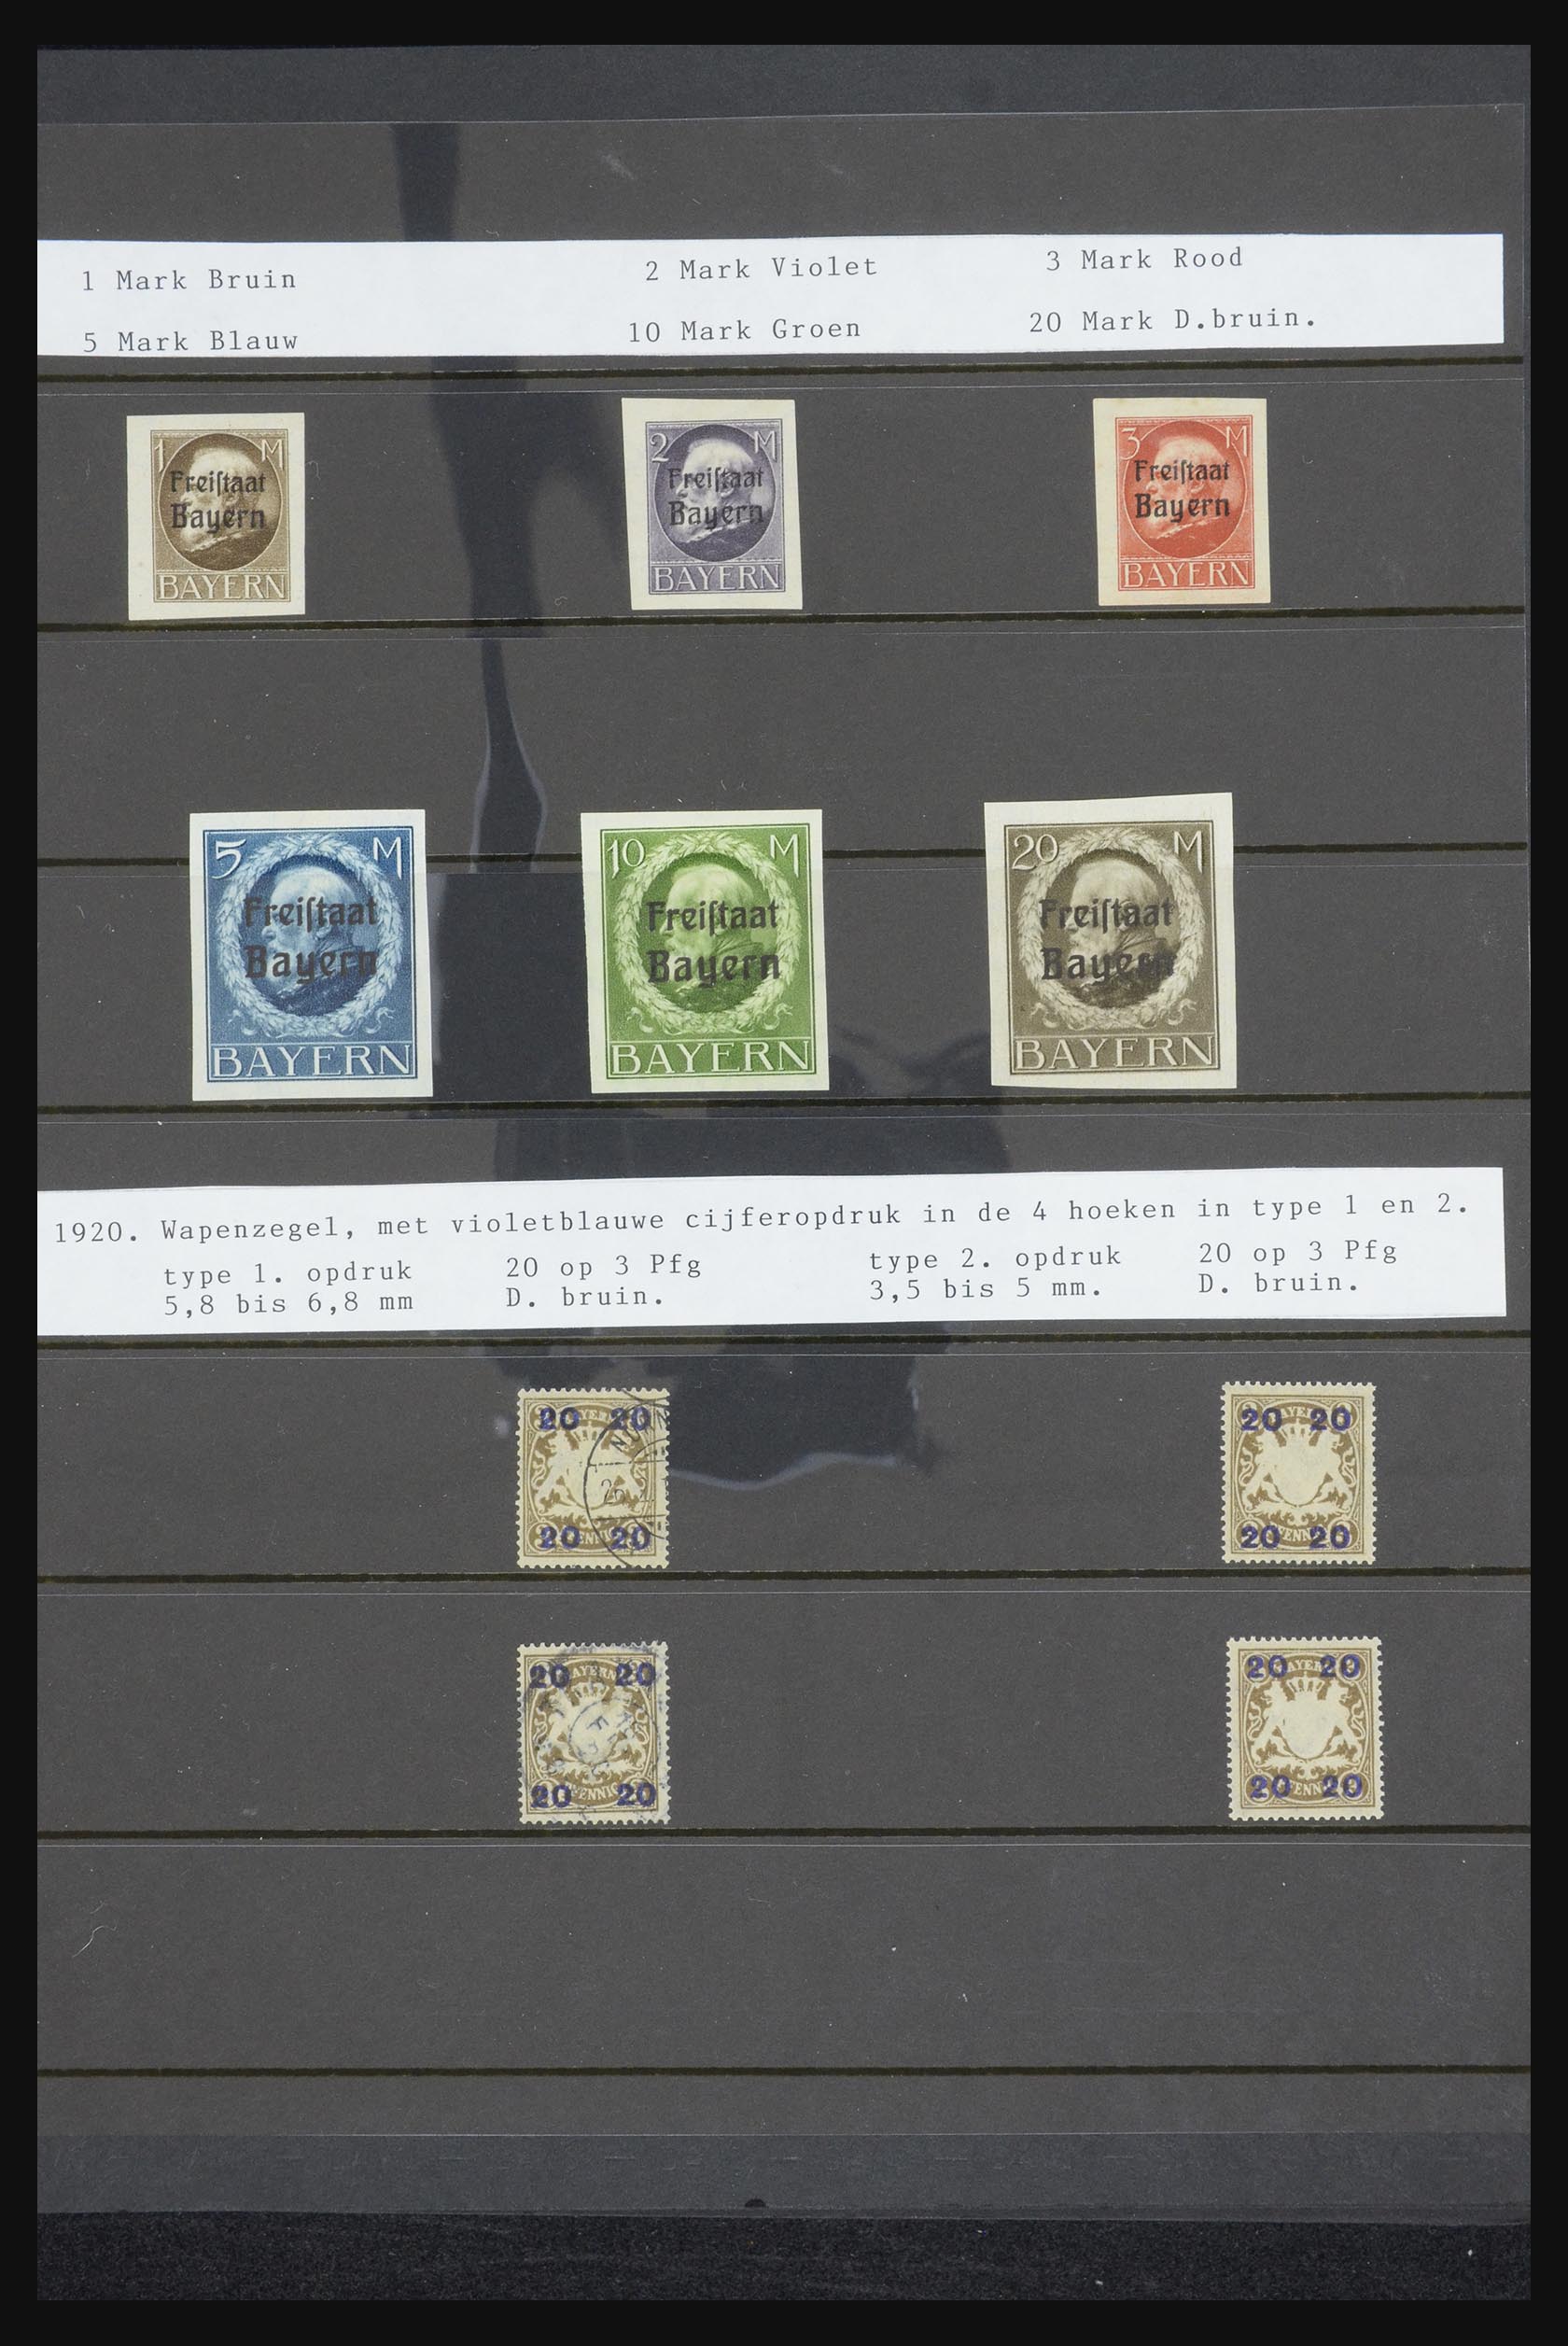 1 Mark Bruin 2 Mark Violet 3 Mark Rood
5 Mark Blauw 10 Mark Groen 20 Mark D.bruin.
1 M 2 M 3 M
Freiſtaat Freiſtaat Freiſtaat
Bayern Bayern Bayern
BAYERN BAYERN BAYERN
5 M 10 M 20 M
Freiſtaat Freiſtaat Freiſtaat
Bayern Bayern Bayern
BAYERN BAYERN BAYERN
1920. Wapenzegel, met violetblauwe cijferopdruk in de 4 hoeken in type 1 en 2.
type 1. opdruk 20 op 3 Pfg type 2. opdruk 20 op 3 Pfg
5,8 bis 6,8 mm D. bruin. 3,5 bis 5 mm. D. bruin.
20 20 20 20
20 20 20 20
20 20 20 20
20 20 20 20